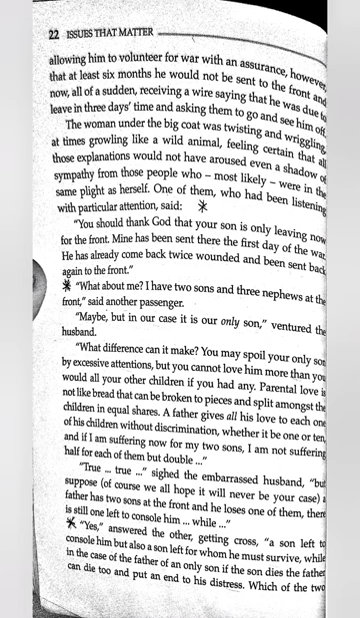 22 ISSUES THAT MATTER
allowing him to volunteer for war with an assurance, however,
that at least six months he would not be sent to the front and
now, all of a sudden, receiving a wire saying that he was due to
leave in three days' time and asking them to go and see him off.
The woman under the big coat was twisting and wriggling,
at times growling like a wild animal, feeling certain that all
those explanations would not have aroused even a shadow of
sympathy from those people who – most likely – were in the
same plight as herself. One of them, who had been listening
with particular attention, said:
"You should thank God that your son is only leaving now
for the front. Mine has been sent there the first day of the war.
He has already come back twice wounded and been sent back
again to the front."
"What about me? I have two sons and three nephews at the
front," said another passenger.
"Maybe, but in our case it is our only son," ventured the
husband.
"What difference can it make? You may spoil your only son
by excessive attentions, but you cannot love him more than you
would all your other children if you had any. Parental love is
not like bread that can be broken to pieces and split amongst the
children in equal shares. A father gives all his love to each one
of his children without discrimination, whether it be one or ten,
and if I am suffering now for my two sons, I am not suffering
half for each of them but double ..."
"True ... true ..." sighed the embarrassed husband, "but
suppose (of course we all hope it will never be your case) a
father has two sons at the front and he loses one of them, there
is still one left to console him ... while ..."
"Yes," answered the other, getting cross, "a son left to
console him but also a son left for whom he must survive, while
in the case of the father of an only son if the son dies the father
can die too and put an end to his distress. Which of the two